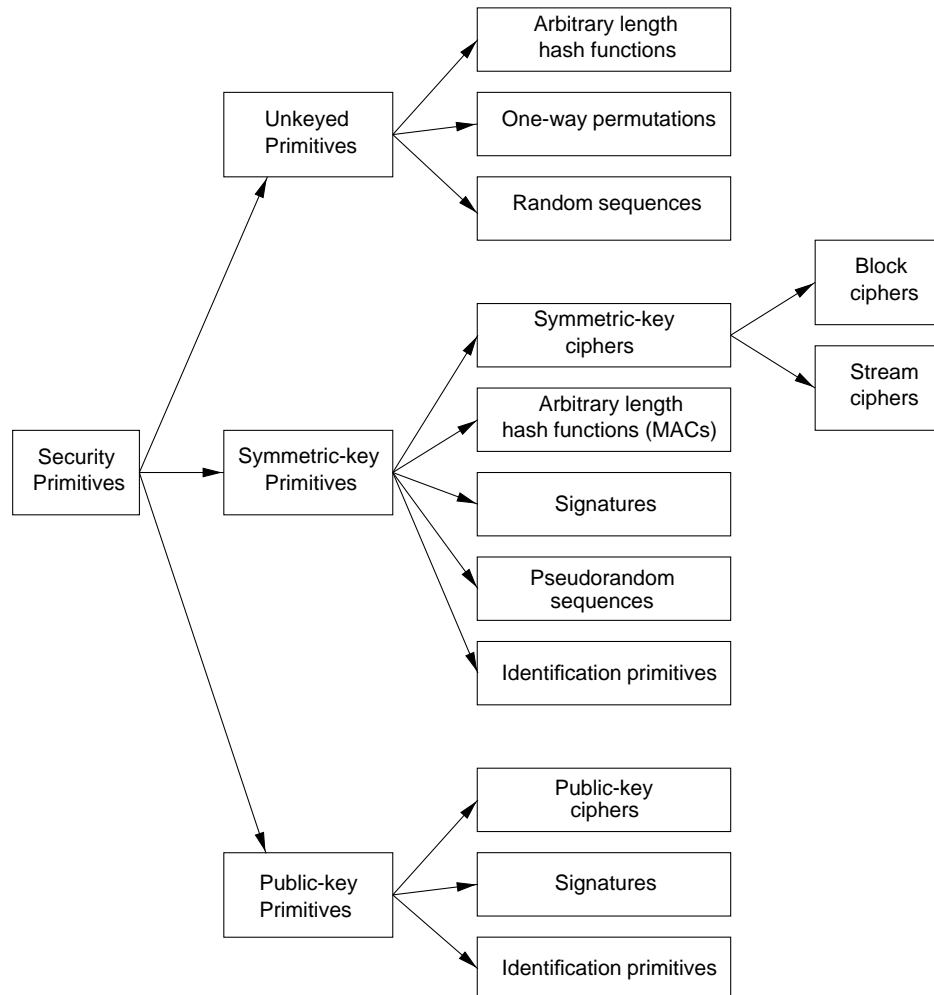 Arbitrary length
hash functions
Unkeyed
Primitives
One-way permutations
Random sequences
Block
ciphers
Symmetric-key
ciphers
Stream
ciphers
Arbitrary length
hash functions (MACs)
Security
Primitives
Symmetric-key
Primitives
Signatures
Pseudorandom
sequences
Identification primitives
Public-key
ciphers
Public-key
Primitives
Signatures
Identification primitives